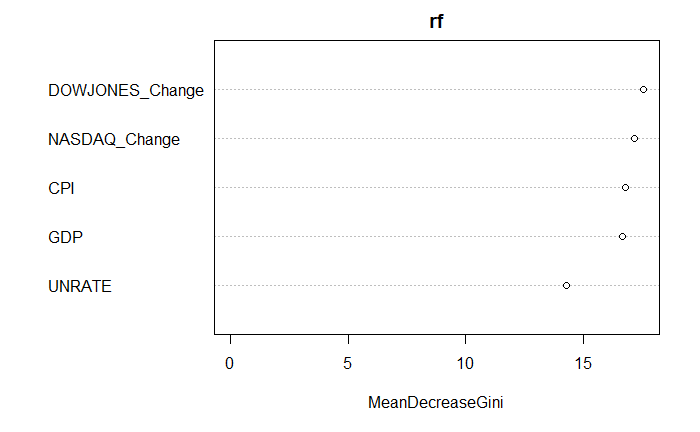 rf
DOWJONES_Change
NASDAQ_Change
CPI
GDP
UNRATE
0 5 10 15
MeanDecreaseGini